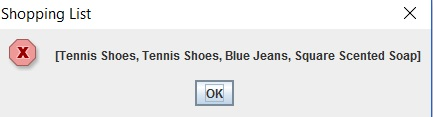 Shopping List
[Tennis Shoes, Tennis Shoes, Blue Jeans, Square Scented Soap]
OK